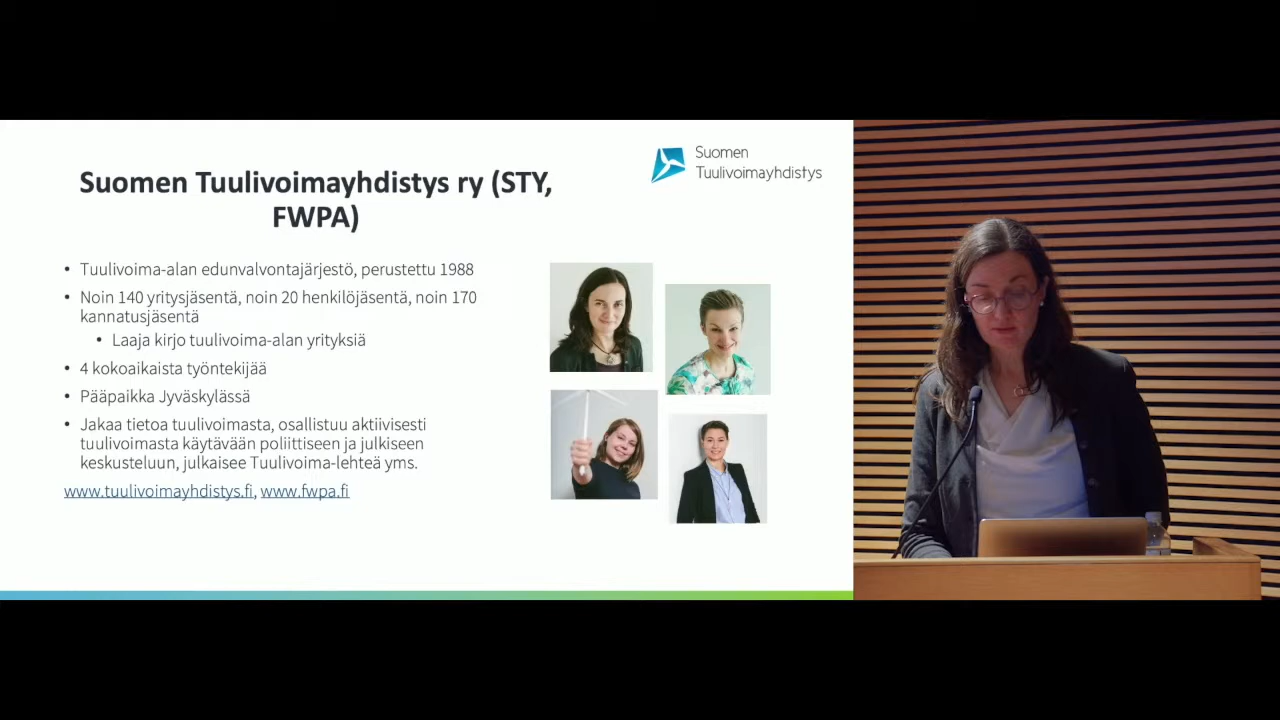 Suomen
Tuulivoimayhdistys
Suomen Tuulivoimayhdistys ry (STY,
FWPA)
• Tuulivoima-alan edunvalvontajärjestö, perustettu 1988
• Noin 140 yritysjäsentä, noin 20 henkilöjäsentä, noin 170
kannatusjäsentä
• Laaja kirjo tuulivoima-alan yrityksiä
• 4 kokoaikaista työntekijää
• Pääpaikka Jyväskylässä
• Jakaa tietoa tuulivoimasta, osallistuu aktiivisesti
tuulivoimasta käytävään poliittiseen ja julkiseen
keskusteluun, julkaisee Tuulivoima-lehteä yms.
www.tuulivoimayhdistys.fi, www.fwpa.fi